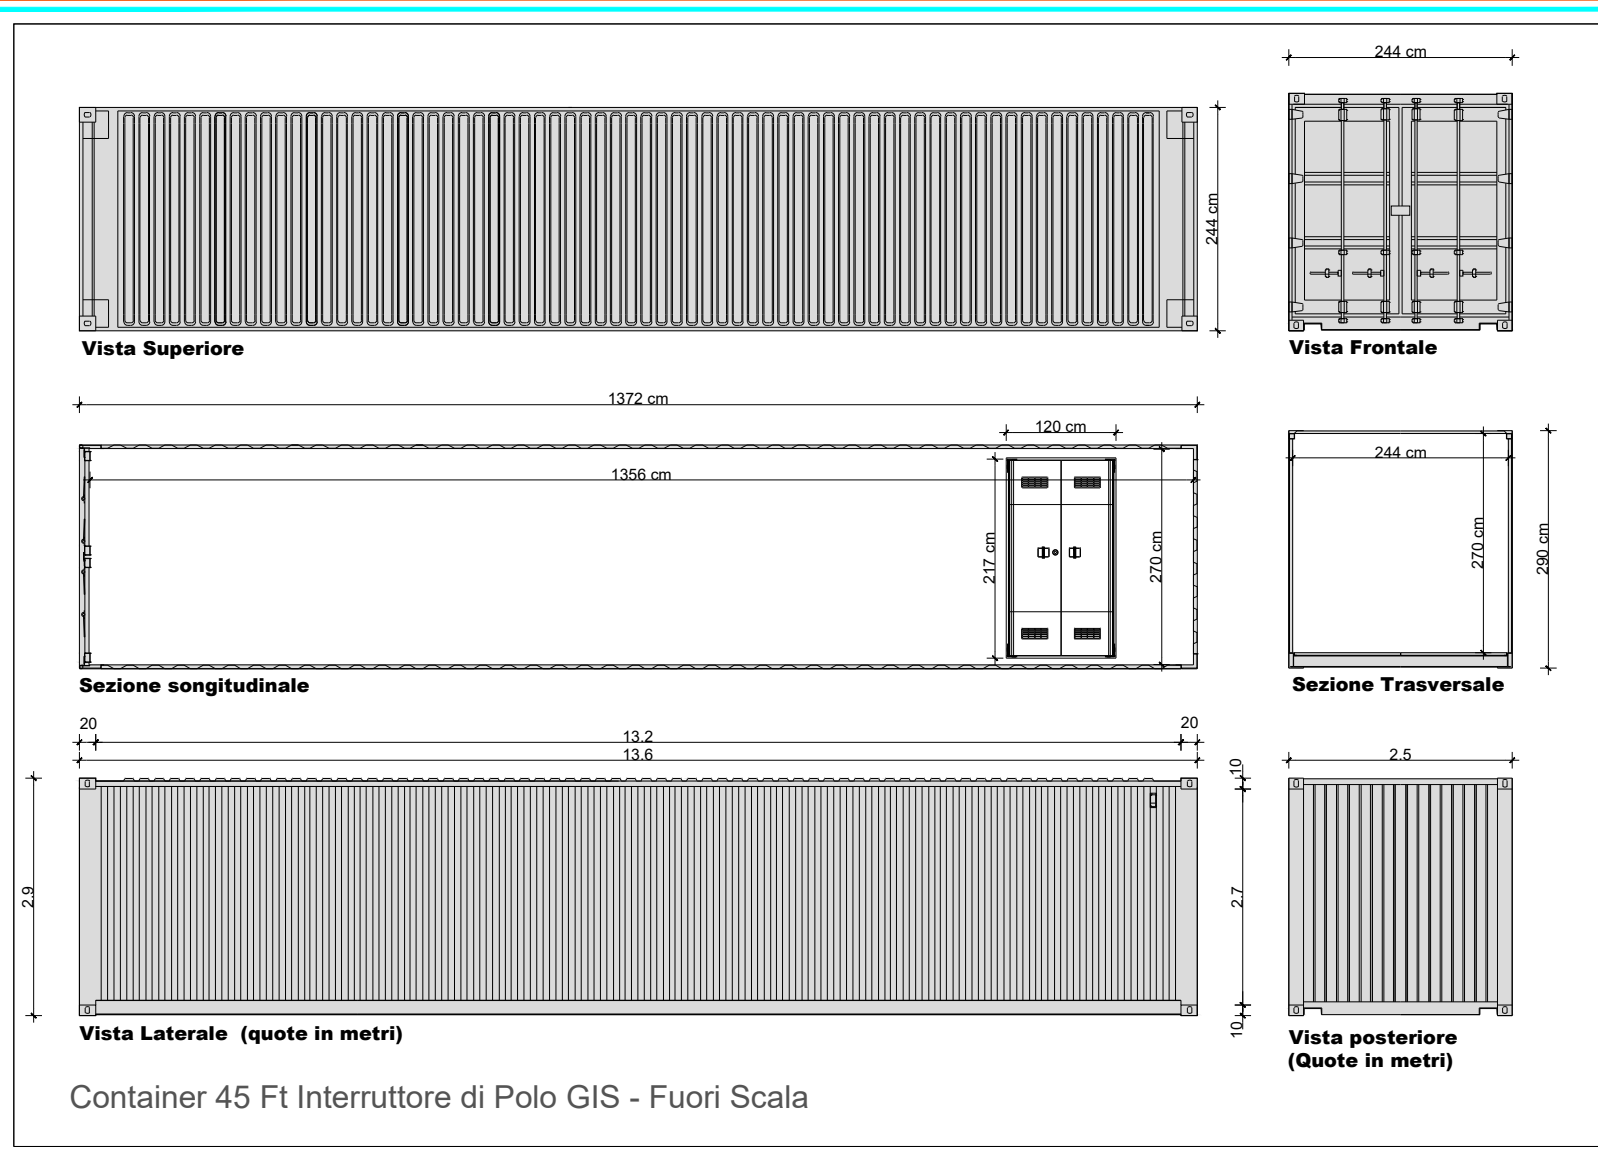 244 cm
244 cm
Vista Superiore
Vista Frontale
1372 cm
120 cm
1356 cm
217 cm
270 cm
244 cm
270 cm
290 cm
Sezione songitudinale
Sezione Trasversale
20
13.2
20
13.6
2.5
10
2.9
2.7
10
Vista Laterale (quote in metri)
Vista posteriore
(Quote in metri)
Container 45 Ft Interruttore di Polo GIS - Fuori Scala